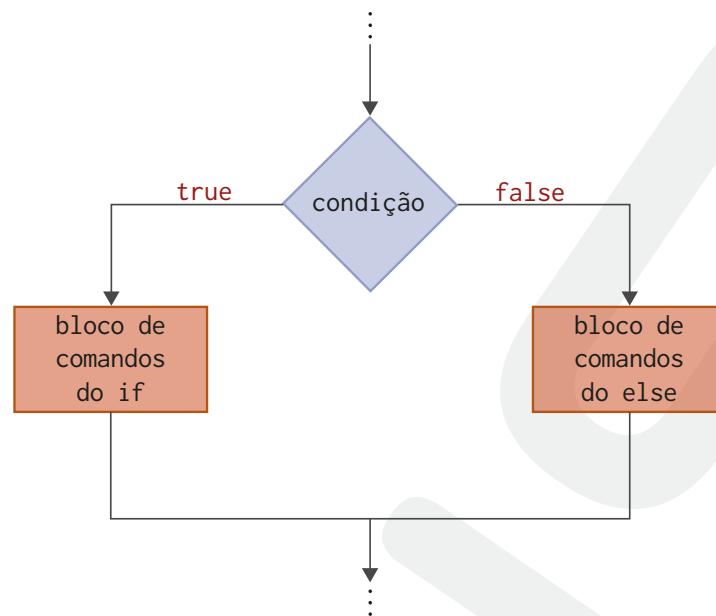 condição
true
false
bloco de
comandos
do if
bloco de
comandos
do else